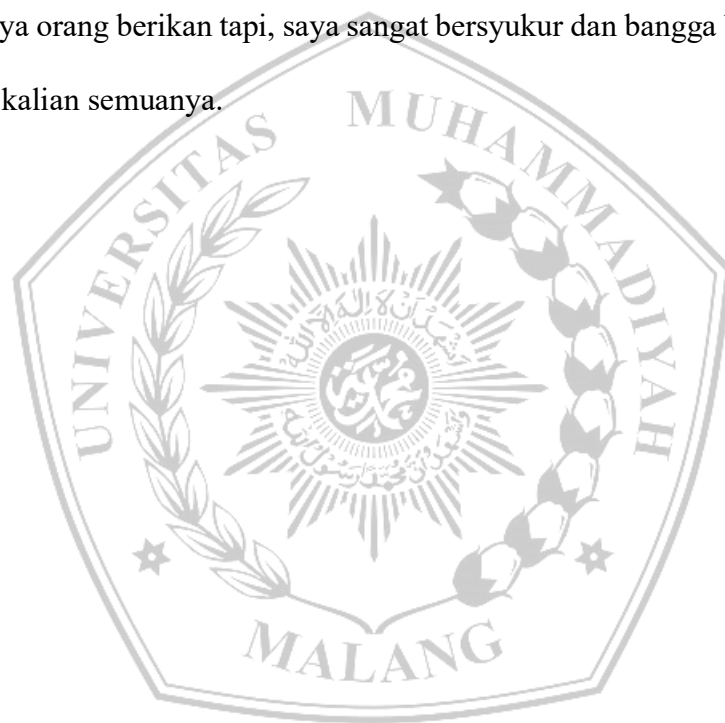 ya orang berikan tapi, saya sangat bersyukur dan bangga
kalian semuanya.
UNIVERSITAS MUHAMMADIYAH
MALANG